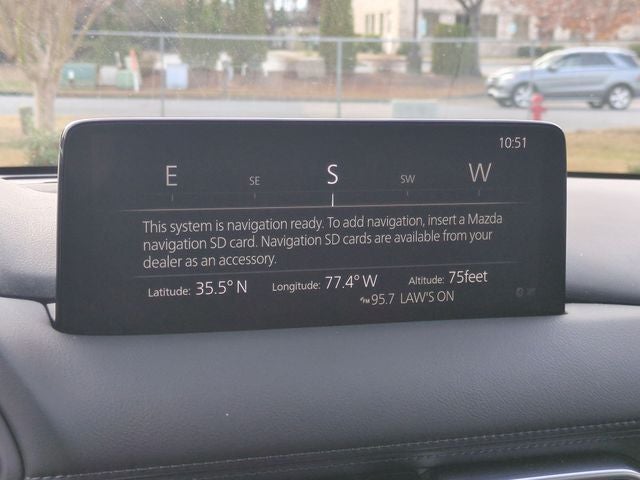 10:51
E SE S SW W
This system is navigation ready. To add navigation, insert a Mazda
navigation SD card. Navigation SD cards are available from your
dealer as an accessory.
Latitude: 35.5° N Longitude: 77.4° W Altitude: 75feet
FM 95.7 LAW'S ON